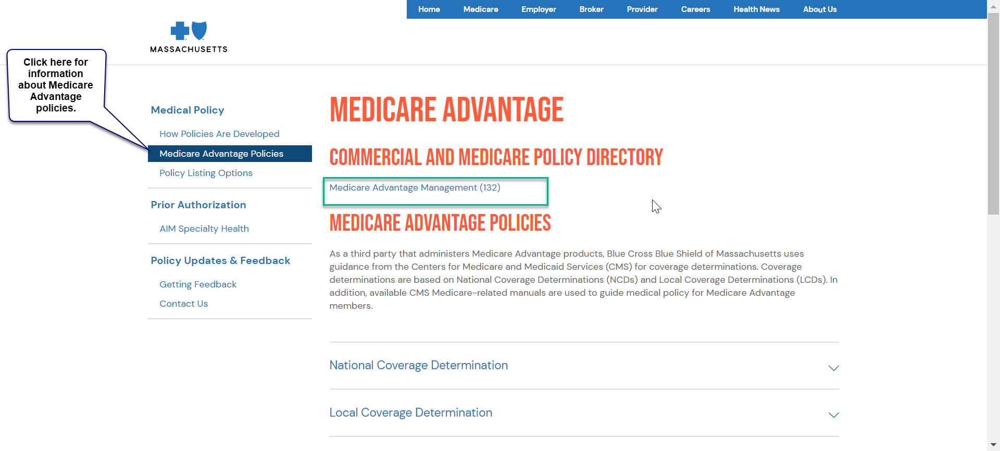 Home Medicare Employer Broker Provider Careers Health News About Us
MASSACHUSETTS
Click here for
information
about Medicare
Advantage
policies.
Medical Policy
How Policies Are Developed
Medicare Advantage Policies
Policy Listing Options
Prior Authorization
AIM Specialty Health
Policy Updates & Feedback
Getting Feedback
Contact Us
MEDICARE ADVANTAGE
COMMERCIAL AND MEDICARE POLICY DIRECTORY
Medicare Advantage Management (132)
MEDICARE ADVANTAGE POLICIES
As a third party that administers Medicare Advantage products, Blue Cross Blue Shield of Massachusetts uses
guidance from the Centers for Medicare and Medicaid Services (CMS) for coverage determinations. Coverage
determinations are based on National Coverage Determinations (NCDs) and Local Coverage Determinations (LCDs). In
addition, available CMS Medicare-related manuals are used to guide medical policy for Medicare Advantage
members.
National Coverage Determination
Local Coverage Determination